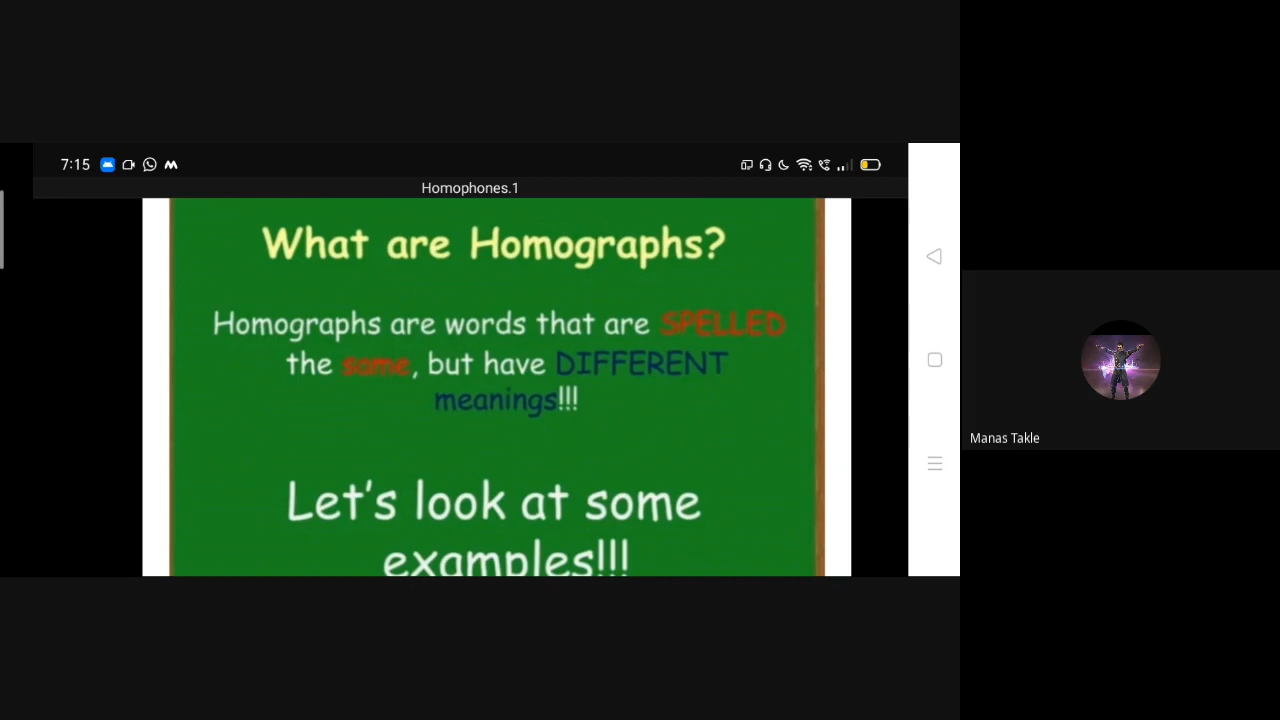 7:15
Homophones.1
What are Homographs?
Homographs are words that are SPELLED
the same, but have DIFFERENT
meanings!!!
Let's look at some
examples!!!
Manas Takle